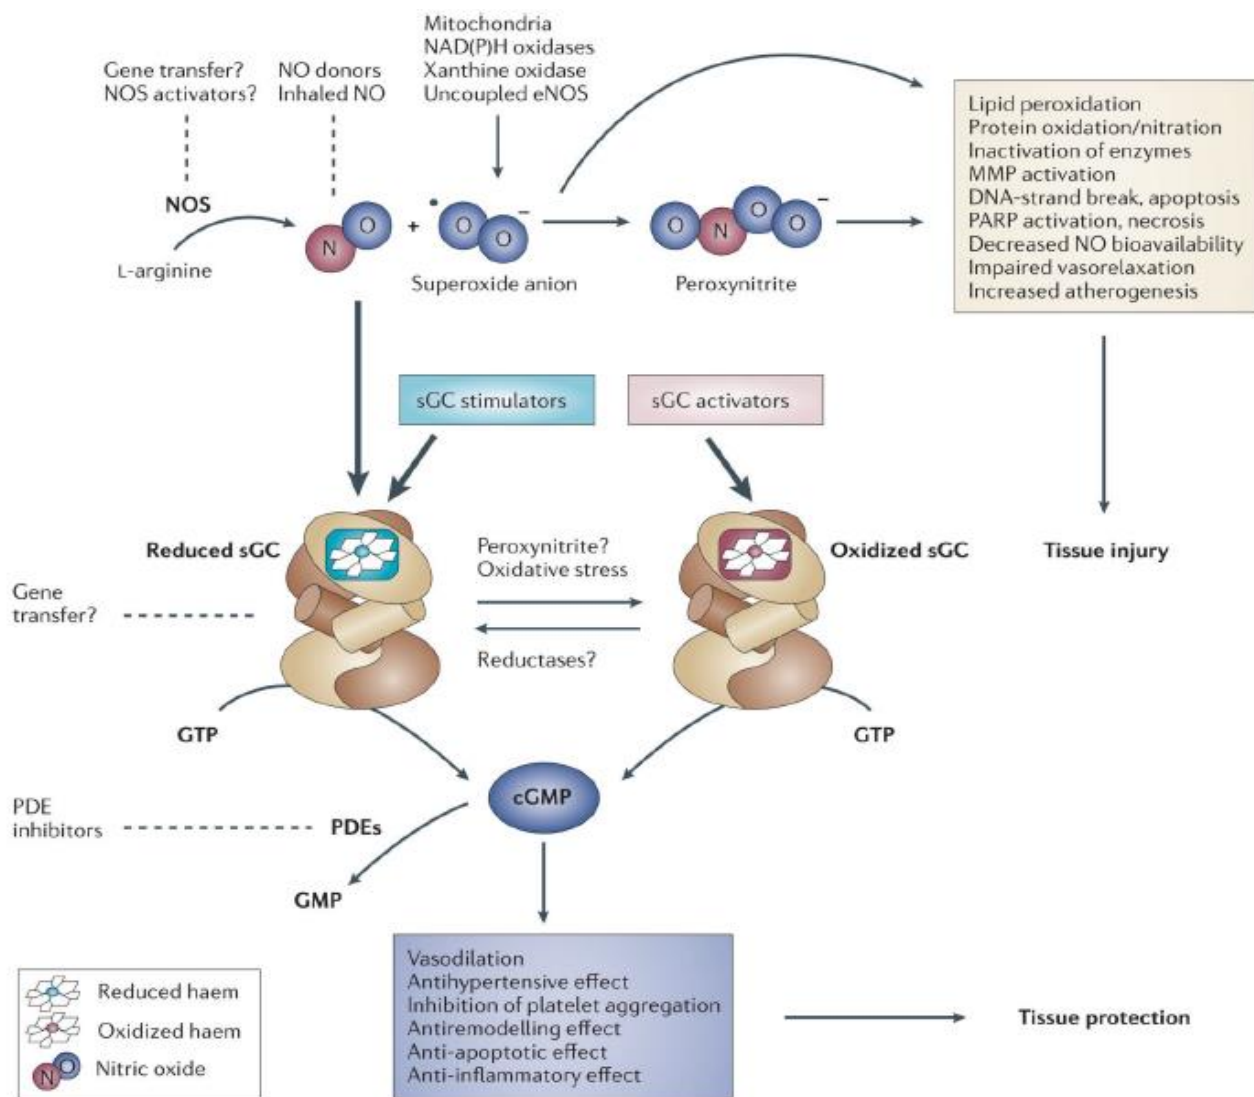 Mitochondria
NAD(P)H oxidases
Xanthine oxidase
Uncoupled eNOS
Gene transfer?
NOS activators?
NO donors
Inhaled NO
NOS
L-arginine
N O
+
• O O −
Superoxide anion
O N O O −
Peroxynitrite
Lipid peroxidation
Protein oxidation/nitration
Inactivation of enzymes
MMP activation
DNA-strand break, apoptosis
PARP activation, necrosis
Decreased NO bioavailability
Impaired vasorelaxation
Increased atherogenesis
sGC stimulators
sGC activators
Reduced sGC
Peroxynitrite?
Oxidative stress
Oxidized sGC
Tissue injury
Gene
transfer?
Reductases?
GTP
GTP
cGMP
PDE
inhibitors
PDEs
GMP
Vasodilation
Antihypertensive effect
Inhibition of platelet aggregation
Antiremodelling effect
Anti-apoptotic effect
Anti-inflammatory effect
Tissue protection
Reduced haem
Oxidized haem
N O Nitric oxide